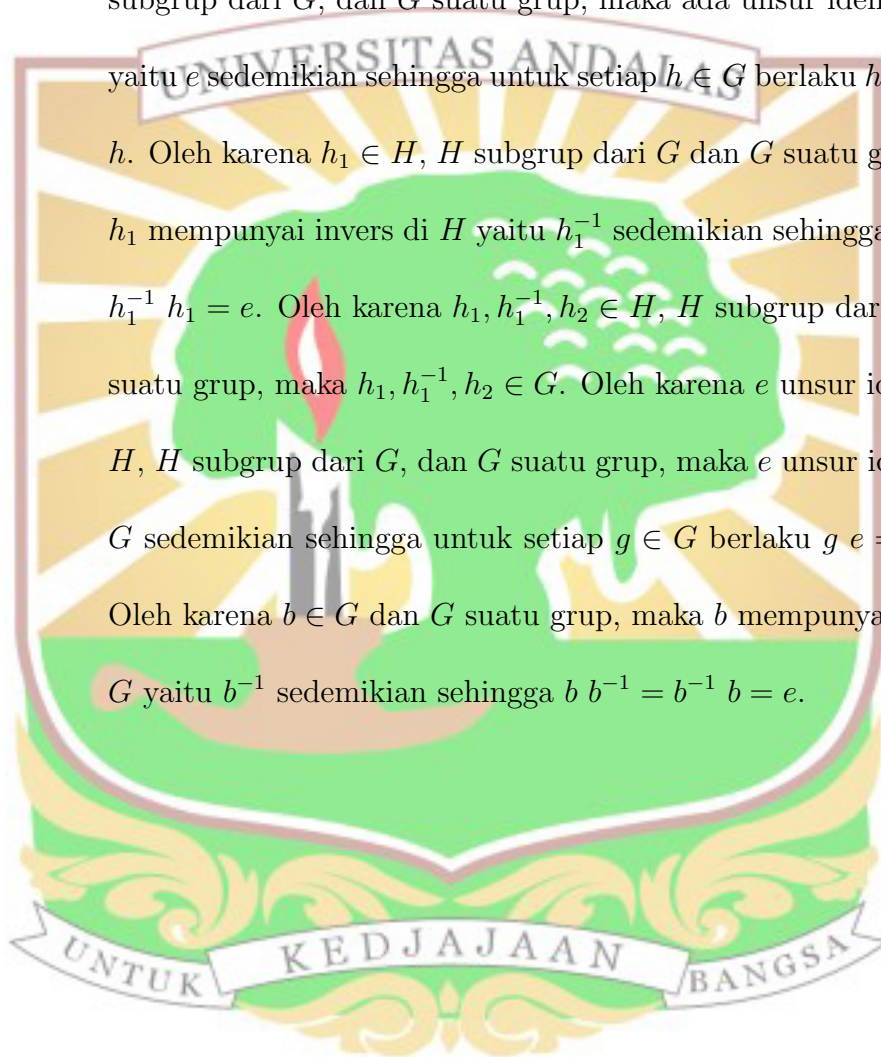 subgrup dari G, dan G suatu grup, maka ada unsur iden
UNIVERSITAS ANDALAS
yaitu e sedemikian sehingga untuk setiap h ∈ G berlaku h
h. Oleh karena h₁ ∈ H, H subgrup dari G dan G suatu g
h₁ mempunyai invers di H yaitu h₁⁻¹ sedemikian sehingga
h₁⁻¹ h₁ = e. Oleh karena h₁, h₁⁻¹, h₂ ∈ H, H subgrup dar
suatu grup, maka h₁, h₁⁻¹, h₂ ∈ G. Oleh karena e unsur i
H, H subgrup dari G, dan G suatu grup, maka e unsur i
G sedemikian sehingga untuk setiap g ∈ G berlaku g e =
Oleh karena b ∈ G dan G suatu grup, maka b mempunya
G yaitu b⁻¹ sedemikian sehingga b b⁻¹ = b⁻¹ b = e.
UNTUK KEDJAJAAN BANGSA